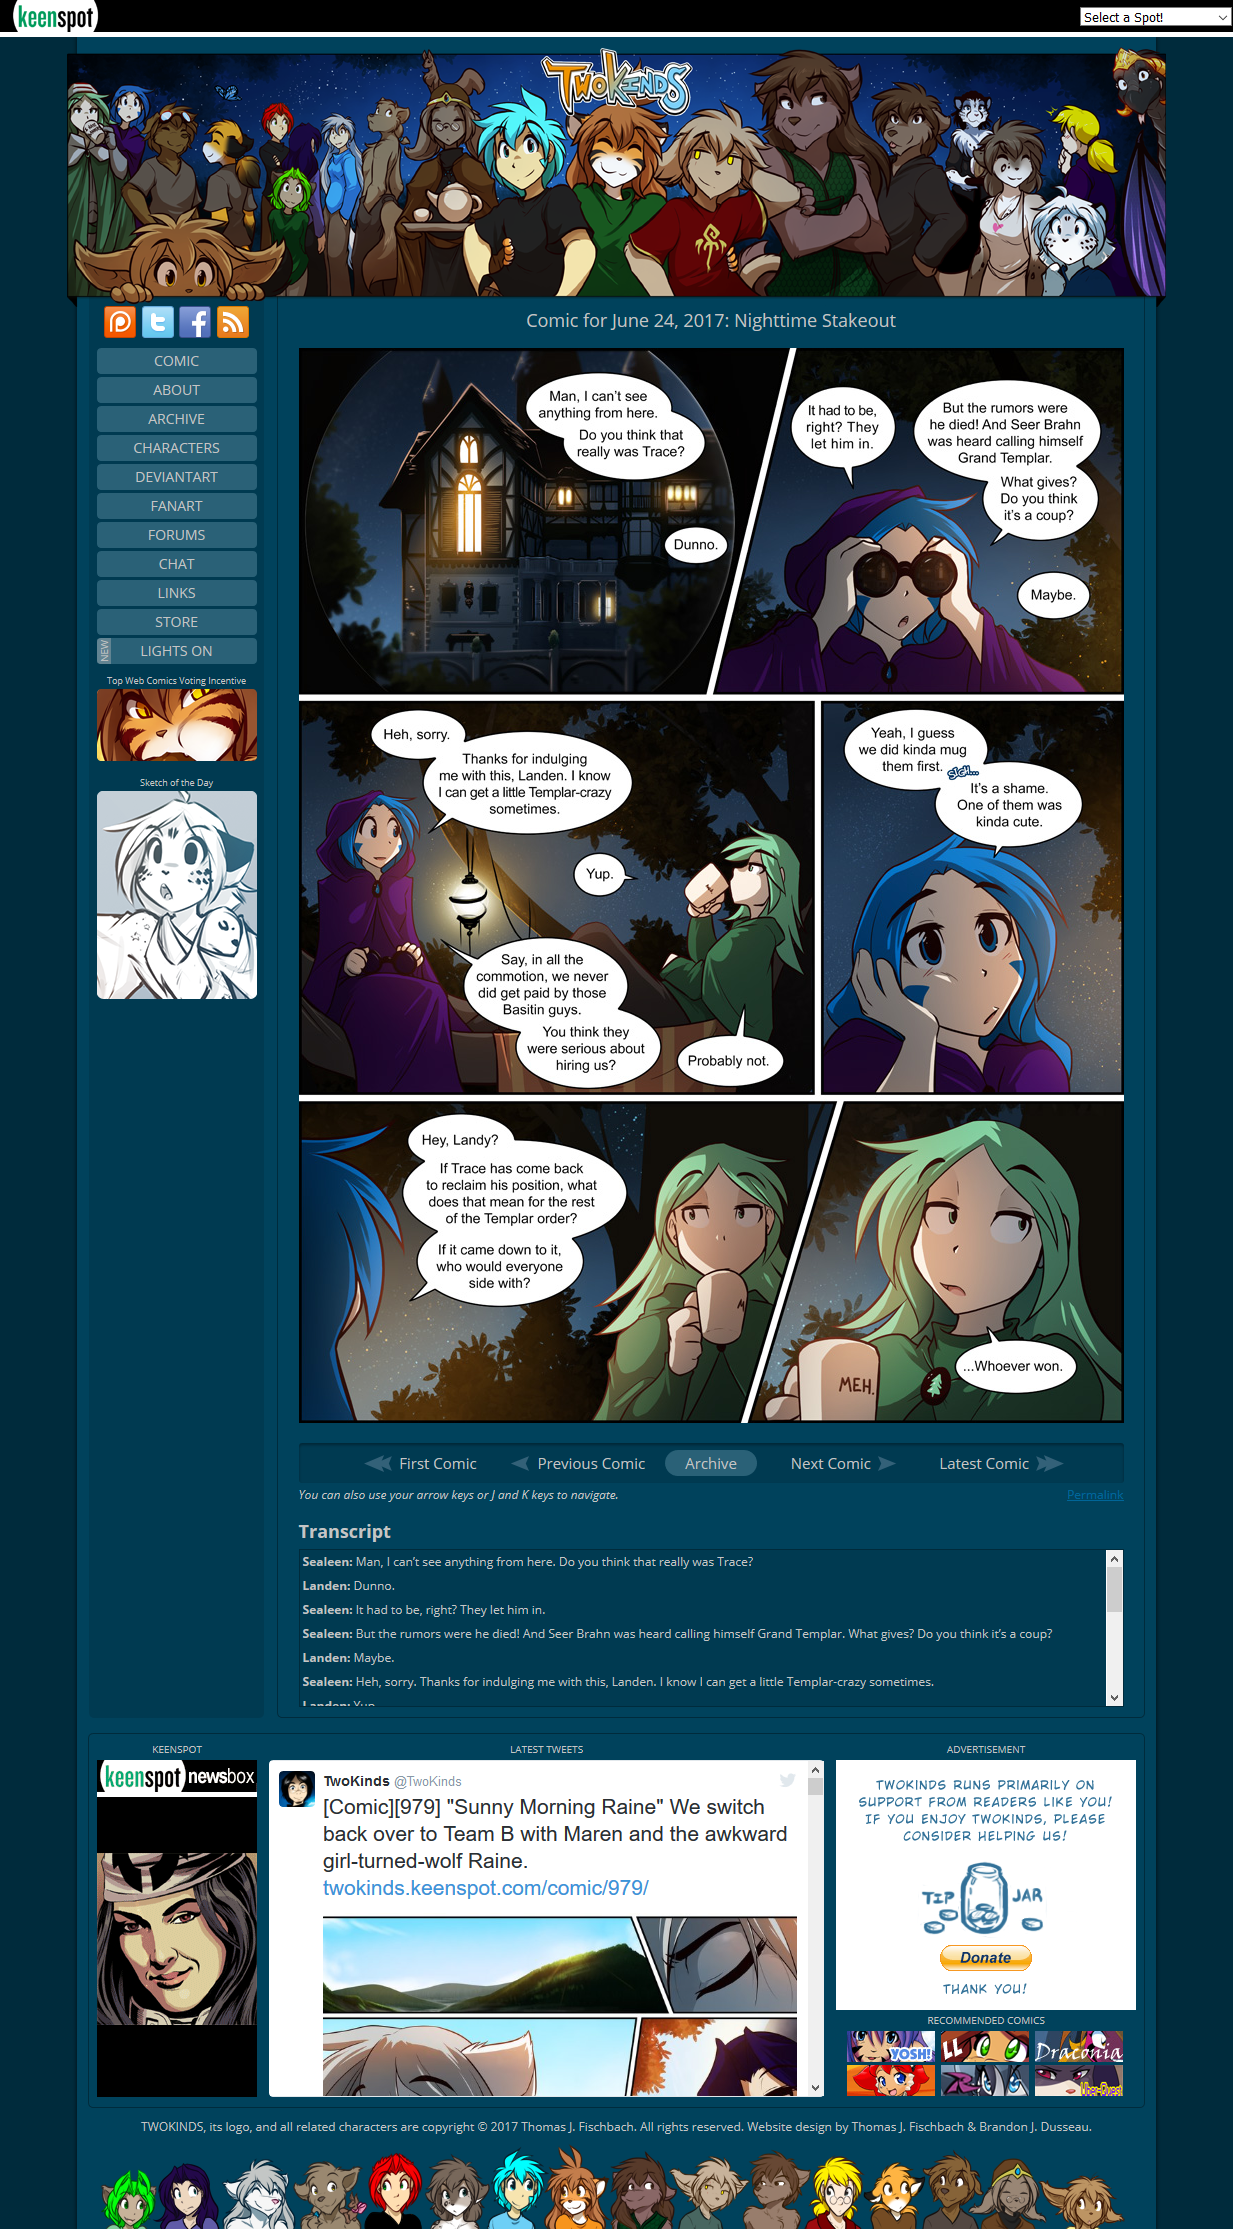 keenspot
Select a Spot!
TWOKINDS
Comic for June 24, 2017: Nighttime Stakeout
COMIC
ABOUT
ARCHIVE
CHARACTERS
DEVIANTART
FANART
FORUMS
CHAT
LINKS
STORE
NEW
LIGHTS ON
Top Web Comics Voting Incentive
Sketch of the Day
Man, I can't see
anything from here.
Do you think that
really was Trace?
Dunno.
It had to be,
right? They
let him in.
But the rumors were
he died! And Seer Brahn
was heard calling himself
Grand Templar.
What gives?
Do you think
it's a coup?
Maybe.
Heh, sorry.
Thanks for indulging
me with this, Landen. I know
I can get a little Templar-crazy
sometimes.
Yup.
Say, in all the
commotion, we never
did get paid by those
Basitin guys.
You think they
were serious about
hiring us?
Probably not.
Yeah, I guess
we did kinda mug
them first.
SIGH...
It's a shame.
One of them was
kinda cute.
Hey, Landy?
If Trace has come back
to reclaim his position, what
does that mean for the rest
of the Templar order?
If it came down to it,
who would everyone
side with?
M
MEH.
...Whoever won.
First Comic
Previous Comic
Archive
Next Comic
Latest Comic
You can also use your arrow keys or J and K keys to navigate.
Permalink
Transcript
Sealeen: Man, I can't see anything from here. Do you think that really was Trace?
Landen: Dunno.
Sealeen: It had to be, right? They let him in.
Sealeen: But the rumors were he died! And Seer Brahn was heard calling himself Grand Templar. What gives? Do you think it's a coup?
Landen: Maybe.
Sealeen: Heh, sorry. Thanks for indulging me with this, Landen. I know I can get a little Templar-crazy sometimes.
Landen: Yup.
KEENSPOT
keenspot newsbox
LATEST TWEETS
TwoKinds @TwoKinds
[Comic][979] "Sunny Morning Raine" We switch
back over to Team B with Maren and the awkward
girl-turned-wolf Raine.
twokinds.keenspot.com/comic/979/
ADVERTISEMENT
TWOKINDS RUNS PRIMARILY ON
SUPPORT FROM READERS LIKE YOU!
IF YOU ENJOY TWOKINDS, PLEASE
CONSIDER HELPING US!
TIP JAR
Donate
THANK YOU!
RECOMMENDED COMICS
YOSH!
LL
Draconia
Uber-Quest
TWOKINDS, its logo, and all related characters are copyright © 2017 Thomas J. Fischbach. All rights reserved. Website design by Thomas J. Fischbach & Brandon J. Dusseau.